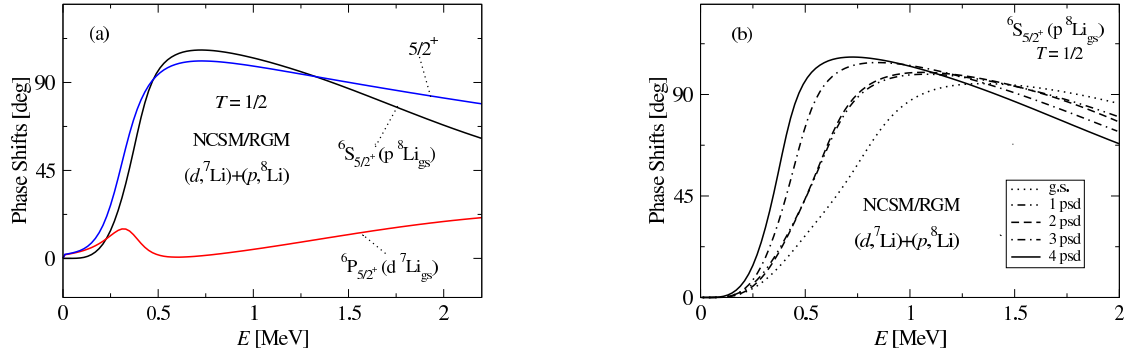 (a)
5/2+
T = 1/2
NCSM/RGM
(d,7Li)+(p,8Li)
6S5/2+ (p 8Ligs)
6P5/2+ (d 7Ligs)
Phase Shifts [deg]
0
45
90
0
0.5
1
1.5
2
E [MeV]
(b)
6S5/2+ (p 8Ligs)
T = 1/2
NCSM/RGM
(d,7Li)+(p,8Li)
g.s.
1 psd
2 psd
3 psd
4 psd
Phase Shifts [deg]
0
45
90
0
0.5
1
1.5
2
E [MeV]